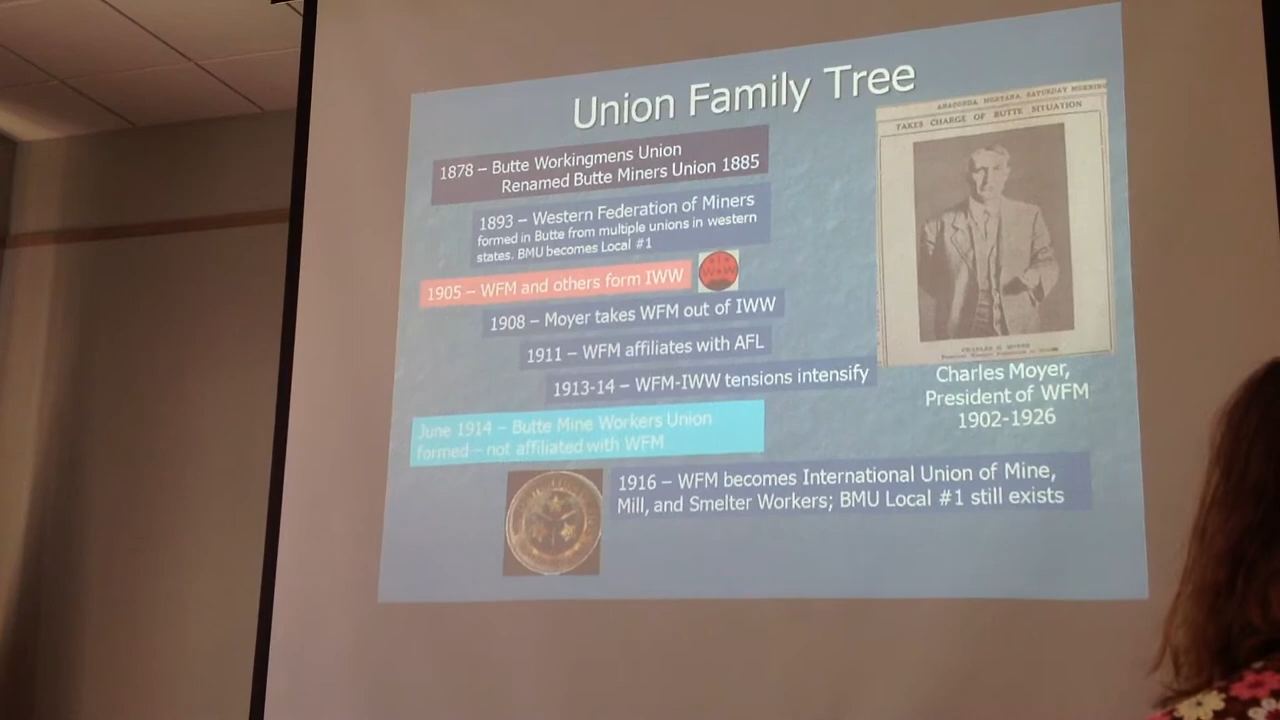 Union Family Tree
1878 – Butte Workingmens Union
Renamed Butte Miners Union 1885
1893 – Western Federation of Miners
formed in Butte from multiple unions in western
states. BMU becomes Local #1
1905 – WFM and others form IWW
1908 – Moyer takes WFM out of IWW
1911 – WFM affiliates with AFL
1913-14 – WFM-IWW tensions intensify
June 1914 – Butte Mine Workers Union
formed – not affiliated with WFM
1916 – WFM becomes International Union of Mine,
Mill, and Smelter Workers; BMU Local #1 still exists
ANACONDA, MONTANA, SATURDAY MORNING
TAKES CHARGE OF BUTTE SITUATION
CHARLES H. MOYER
Charles Moyer,
President of WFM
1902-1926